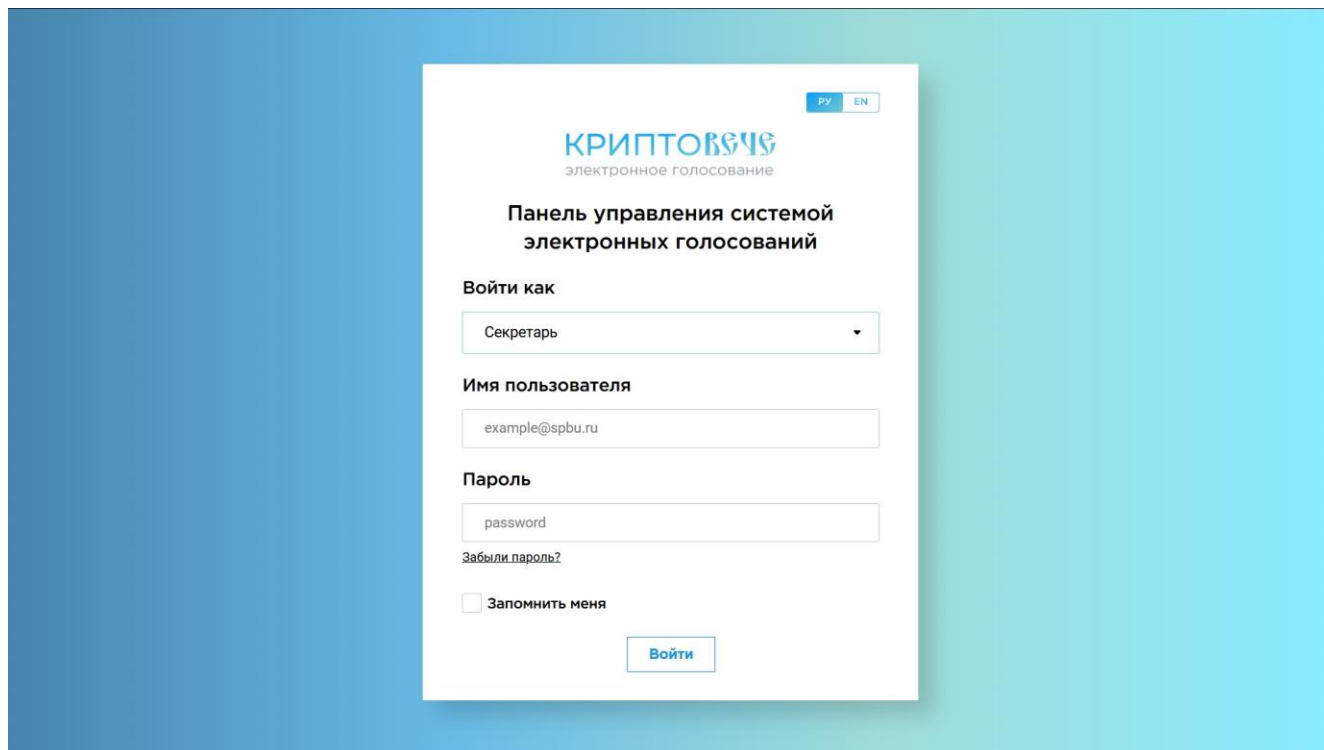 РУ EN
КРИПТОВЕЧЕ
электронное голосование
Панель управления системой
электронных голосований
Войти как
Секретарь
Имя пользователя
example@spbu.ru
Пароль
password
Забыли пароль?
Запомнить меня
Войти